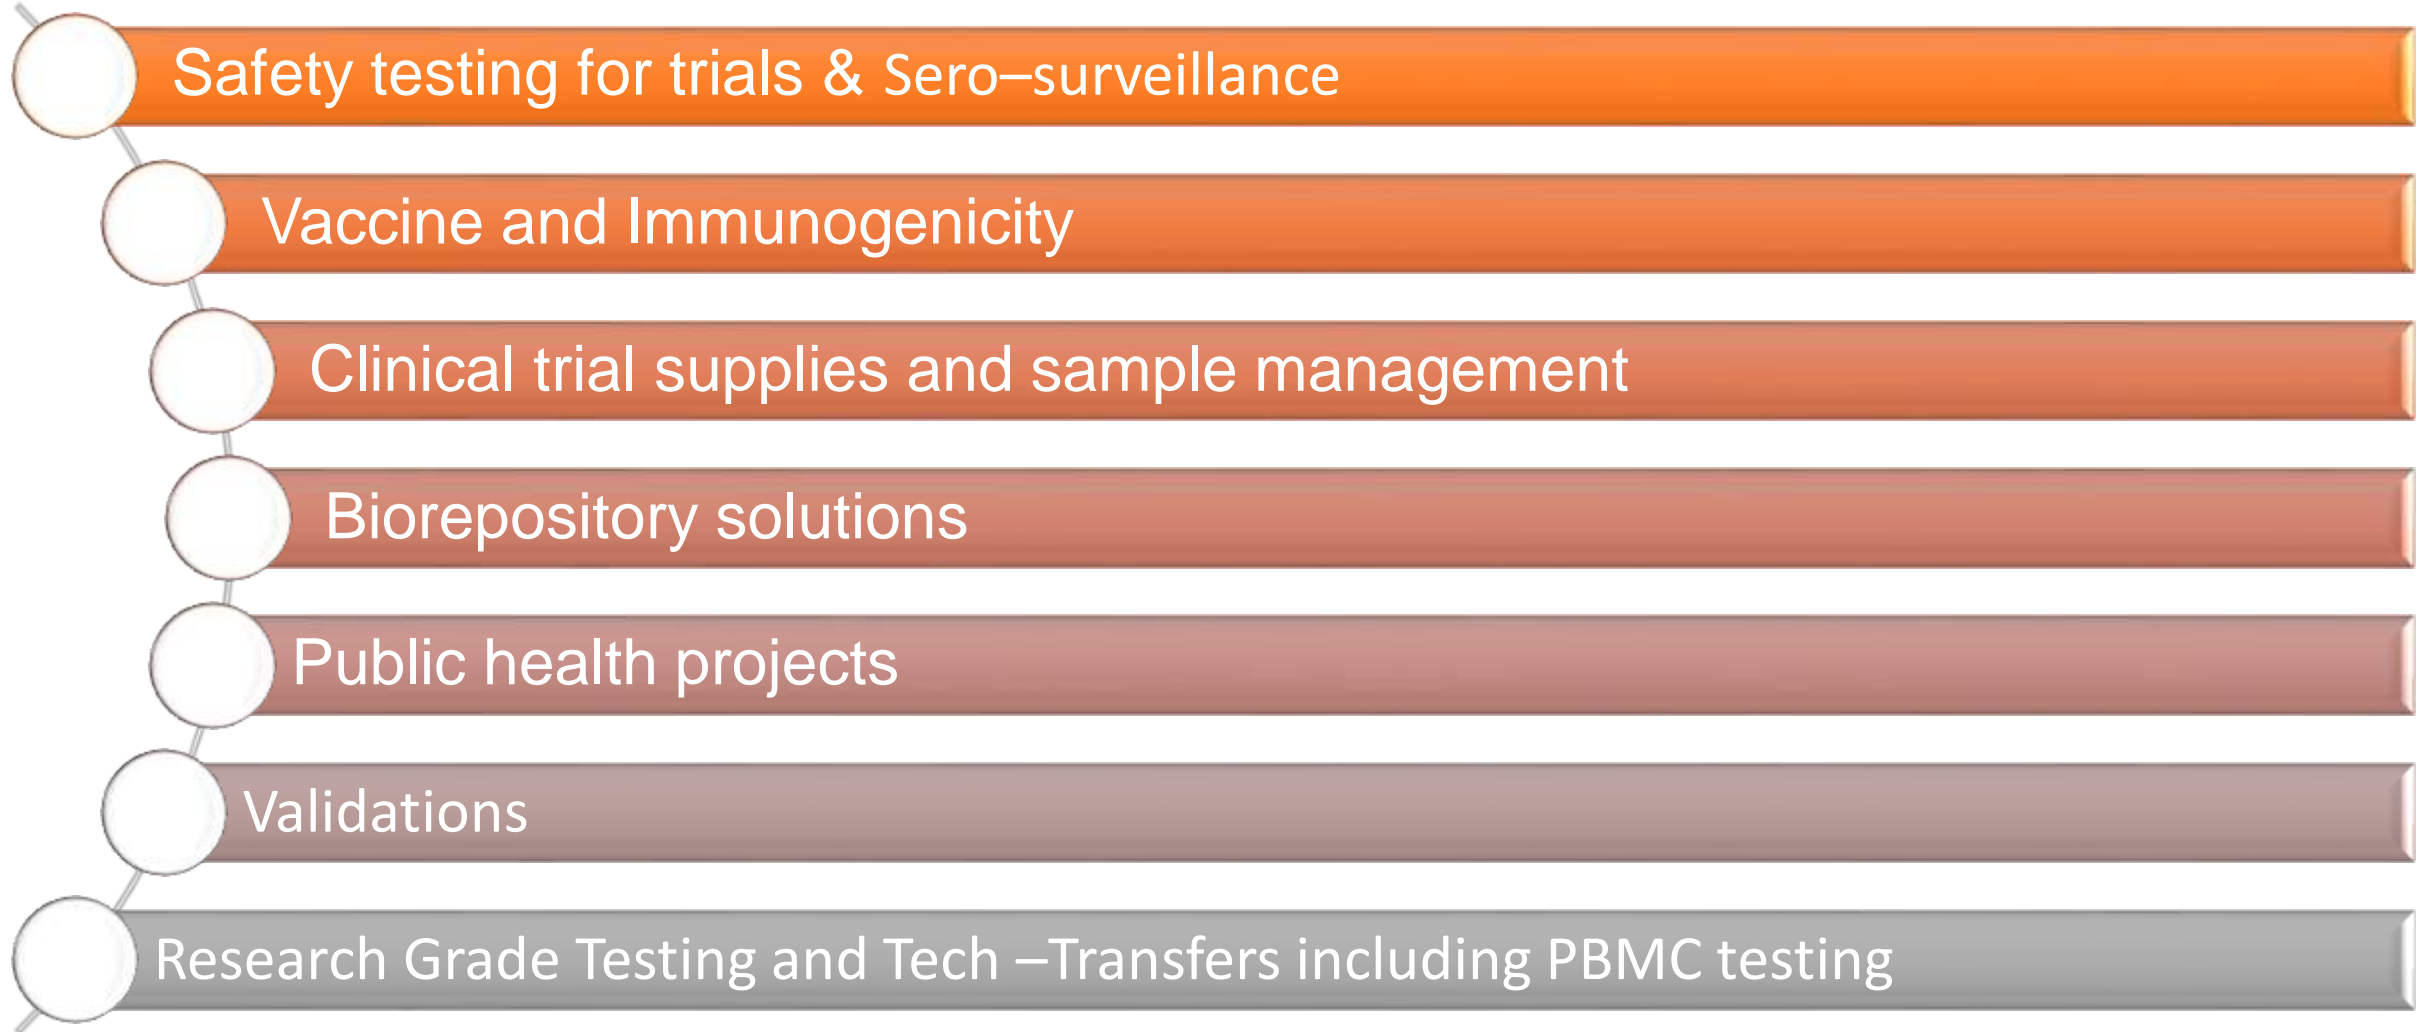 Safety testing for trials & Sero–surveillance
Vaccine and Immunogenicity
Clinical trial supplies and sample management
Biorepository solutions
Public health projects
Validations
Research Grade Testing and Tech –Transfers including PBMC testing